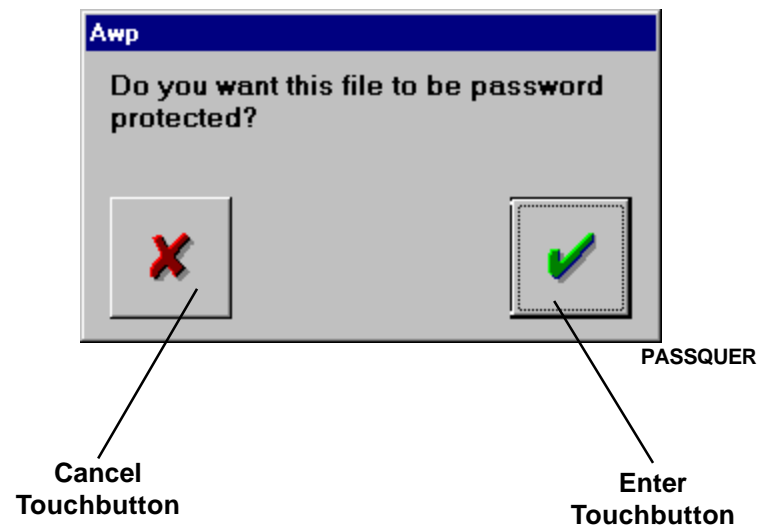 Awp
Do you want this file to be password
protected?
PASSQUER
Cancel
Touchbutton
Enter
Touchbutton